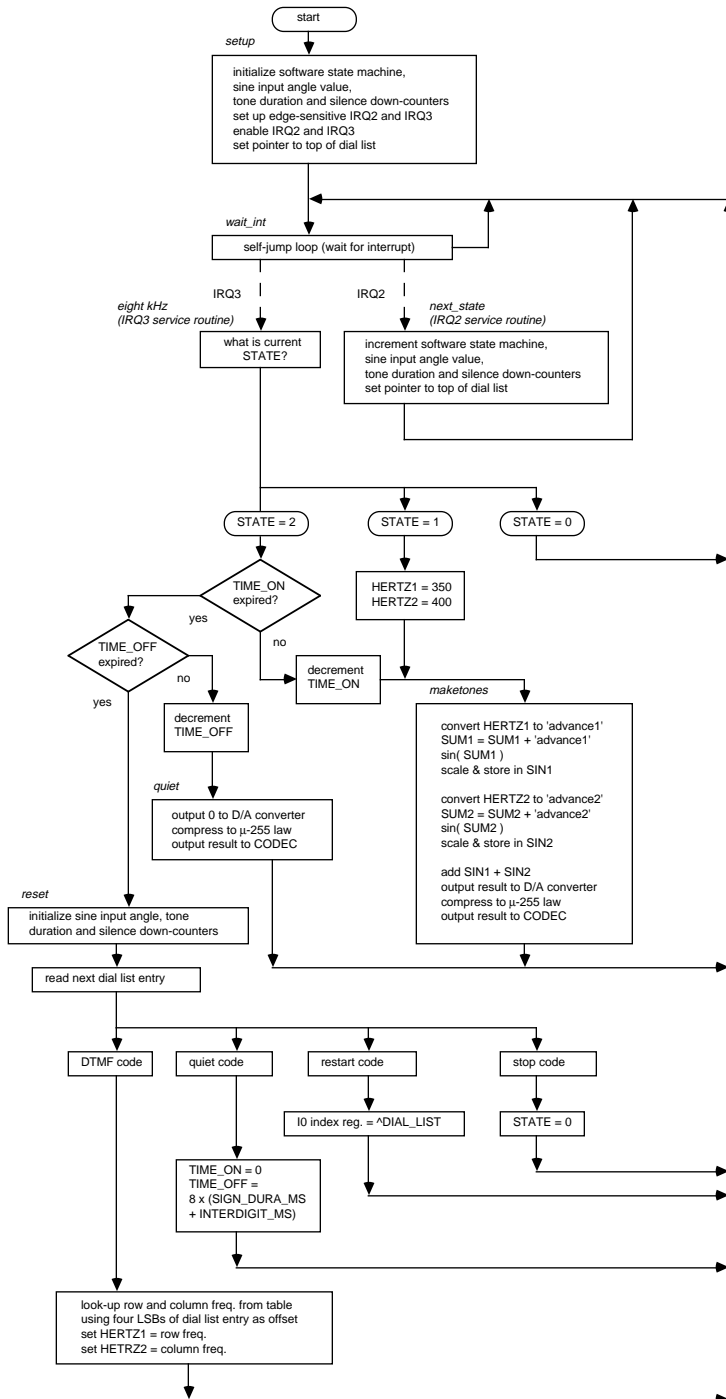 start
setup
initialize software state machine,
sine input angle value,
tone duration and silence down-counters
set up edge-sensitive IRQ2 and IRQ3
enable IRQ2 and IRQ3
set pointer to top of dial list
wait_int
self-jump loop (wait for interrupt)
IRQ3
IRQ2
eight kHz
(IRQ3 service routine)
next_state
(IRQ2 service routine)
what is current
STATE?
increment software state machine,
sine input angle value,
tone duration and silence down-counters
set pointer to top of dial list
STATE = 2
STATE = 1
STATE = 0
TIME_ON
expired?
HERTZ1 = 350
HERTZ2 = 400
yes
no
TIME_OFF
expired?
decrement
TIME_ON
no
yes
maketones
decrement
TIME_OFF
convert HERTZ1 to 'advance1'
SUM1 = SUM1 + 'advance1'
sin( SUM1 )
scale & store in SIN1
convert HERTZ2 to 'advance2'
SUM2 = SUM2 + 'advance2'
sin( SUM2 )
scale & store in SIN2
add SIN1 + SIN2
output result to D/A converter
compress to µ-255 law
output result to CODEC
quiet
output 0 to D/A converter
compress to µ-255 law
output result to CODEC
reset
initialize sine input angle, tone
duration and silence down-counters
read next dial list entry
DTMF code
quiet code
restart code
stop code
I0 index reg. = ^DIAL_LIST
STATE = 0
TIME_ON = 0
TIME_OFF =
8 x (SIGN_DURA_MS
+ INTERDIGIT_MS)
look-up row and column freq. from table
using four LSBs of dial list entry as offset
set HERTZ1 = row freq.
set HETRZ2 = column freq.